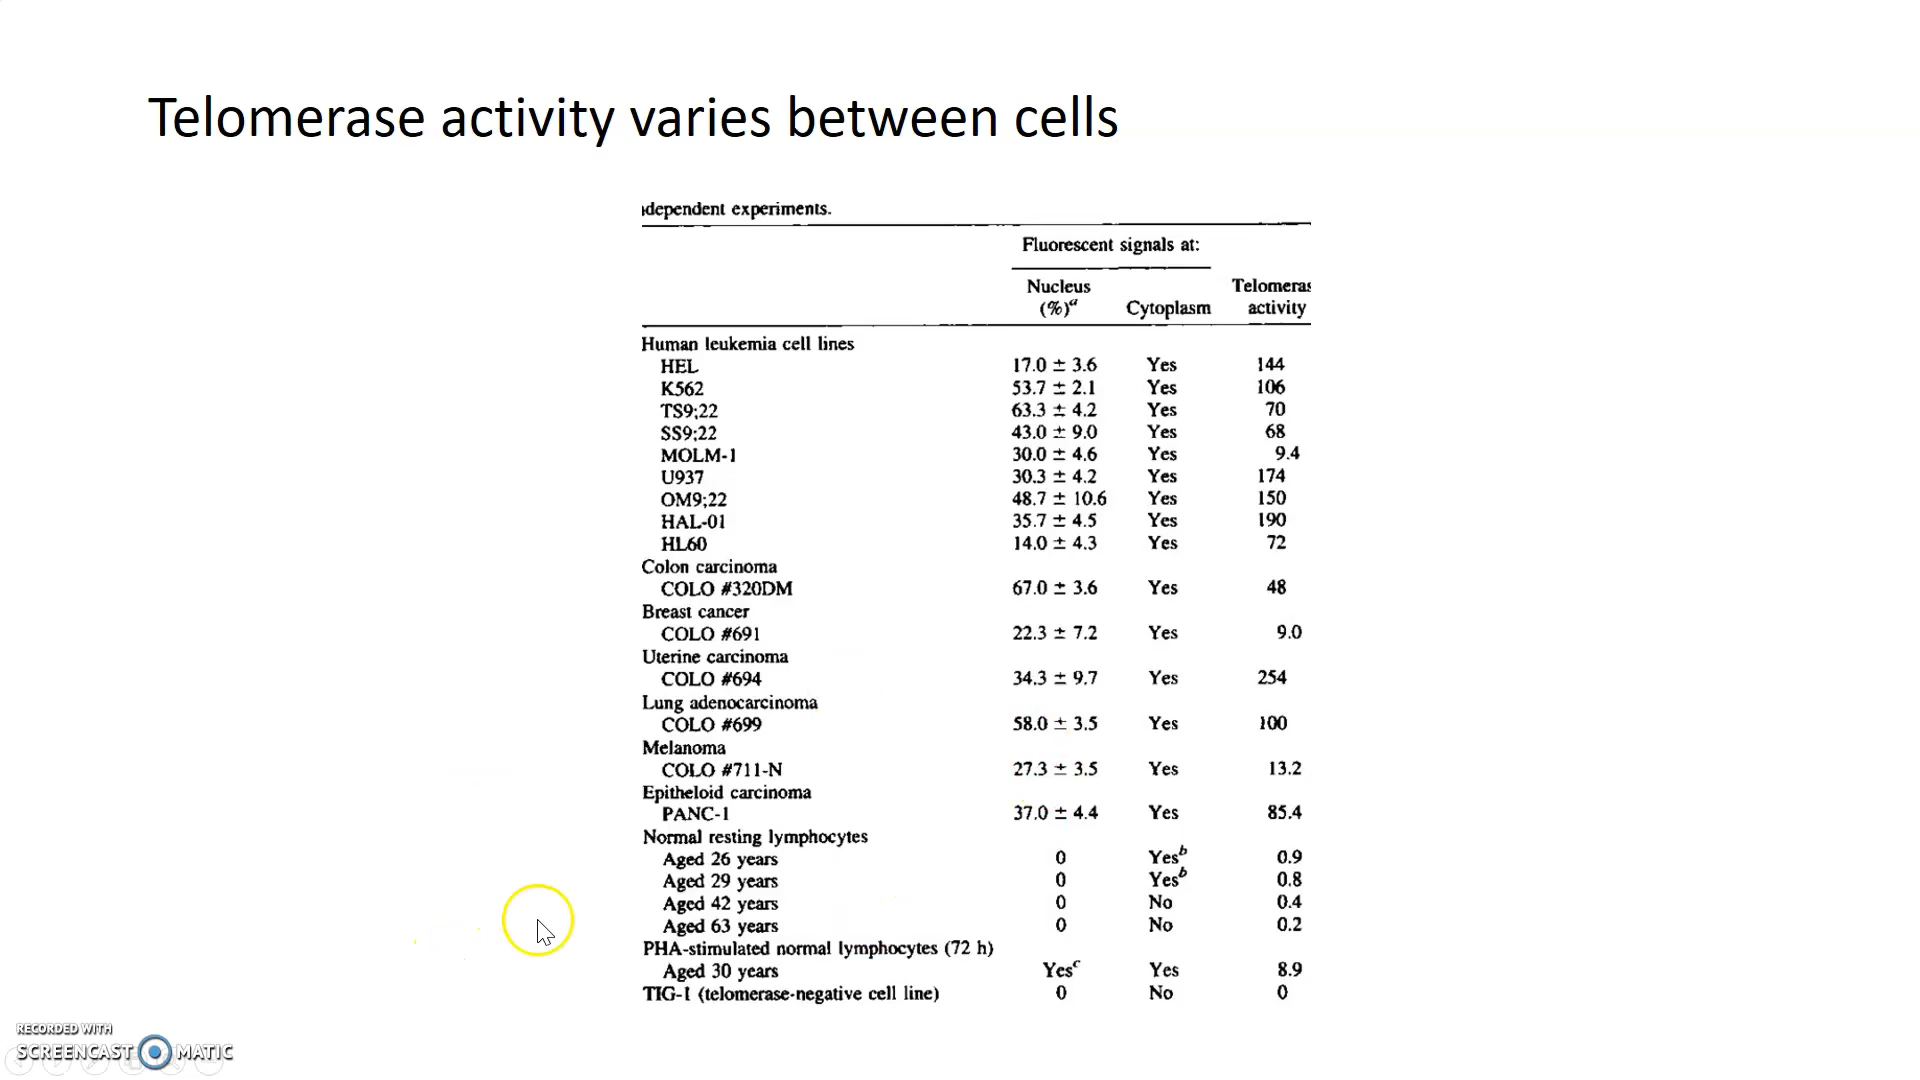 Telomerase activity varies between cells
dependent experiments.
Fluorescent signals at:
Nucleus Telomeras
(%)a Cytoplasm activity
Human leukemia cell lines
HEL 17.0 ± 3.6 Yes 144
K562 53.7 ± 2.1 Yes 106
TS9;22 63.3 ± 4.2 Yes 70
SS9;22 43.0 ± 9.0 Yes 68
MOLM-1 30.0 ± 4.6 Yes 9.4
U937 30.3 ± 4.2 Yes 174
OM9;22 48.7 ± 10.6 Yes 150
HAL-01 35.7 ± 4.5 Yes 190
HL60 14.0 ± 4.3 Yes 72
Colon carcinoma
COLO #320DM 67.0 ± 3.6 Yes 48
Breast cancer
COLO #691 22.3 ± 7.2 Yes 9.0
Uterine carcinoma
COLO #694 34.3 ± 9.7 Yes 254
Lung adenocarcinoma
COLO #699 58.0 ± 3.5 Yes 100
Melanoma
COLO #711-N 27.3 ± 3.5 Yes 13.2
Epitheloid carcinoma
PANC-1 37.0 ± 4.4 Yes 85.4
Normal resting lymphocytes
Aged 26 years 0 Yesb 0.9
Aged 29 years 0 Yesb 0.8
Aged 42 years 0 No 0.4
Aged 63 years 0 No 0.2
PHA-stimulated normal lymphocytes (72 h)
Aged 30 years Yesc Yes 8.9
TIG-1 (telomerase-negative cell line) 0 No 0
RECORDED WITH
SCREENCAST MATIC